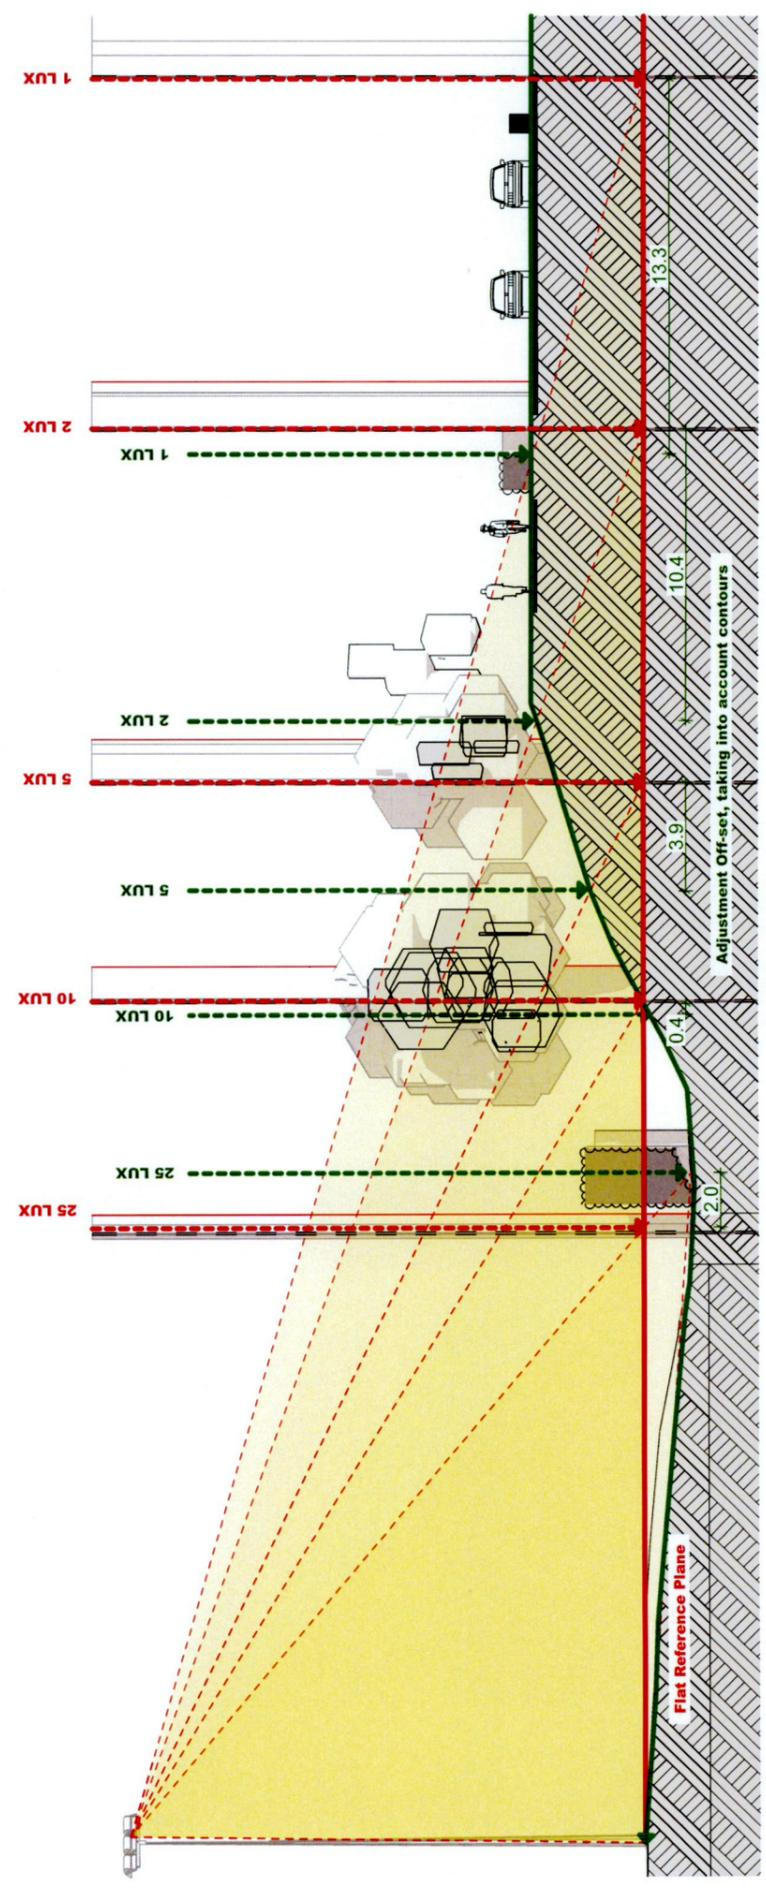 1 LUX
13.3
2 LUX
1 LUX
10.4
2 LUX
5 LUX
3.9
5 LUX
10 LUX
10 LUX
0.4
25 LUX
25 LUX
2.0
Adjustment Off-set, taking into account contours
Flat Reference Plane